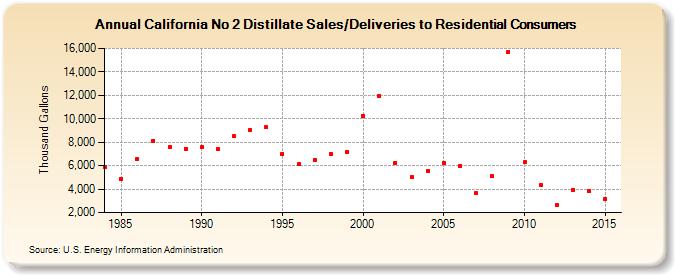 Annual California No 2 Distillate Sales/Deliveries to Residential Consumers
Thousand Gallons
16,000
14,000
12,000
10,000
8,000
6,000
4,000
2,000
1985 1990 1995 2000 2005 2010 2015
Source: U.S. Energy Information Administration